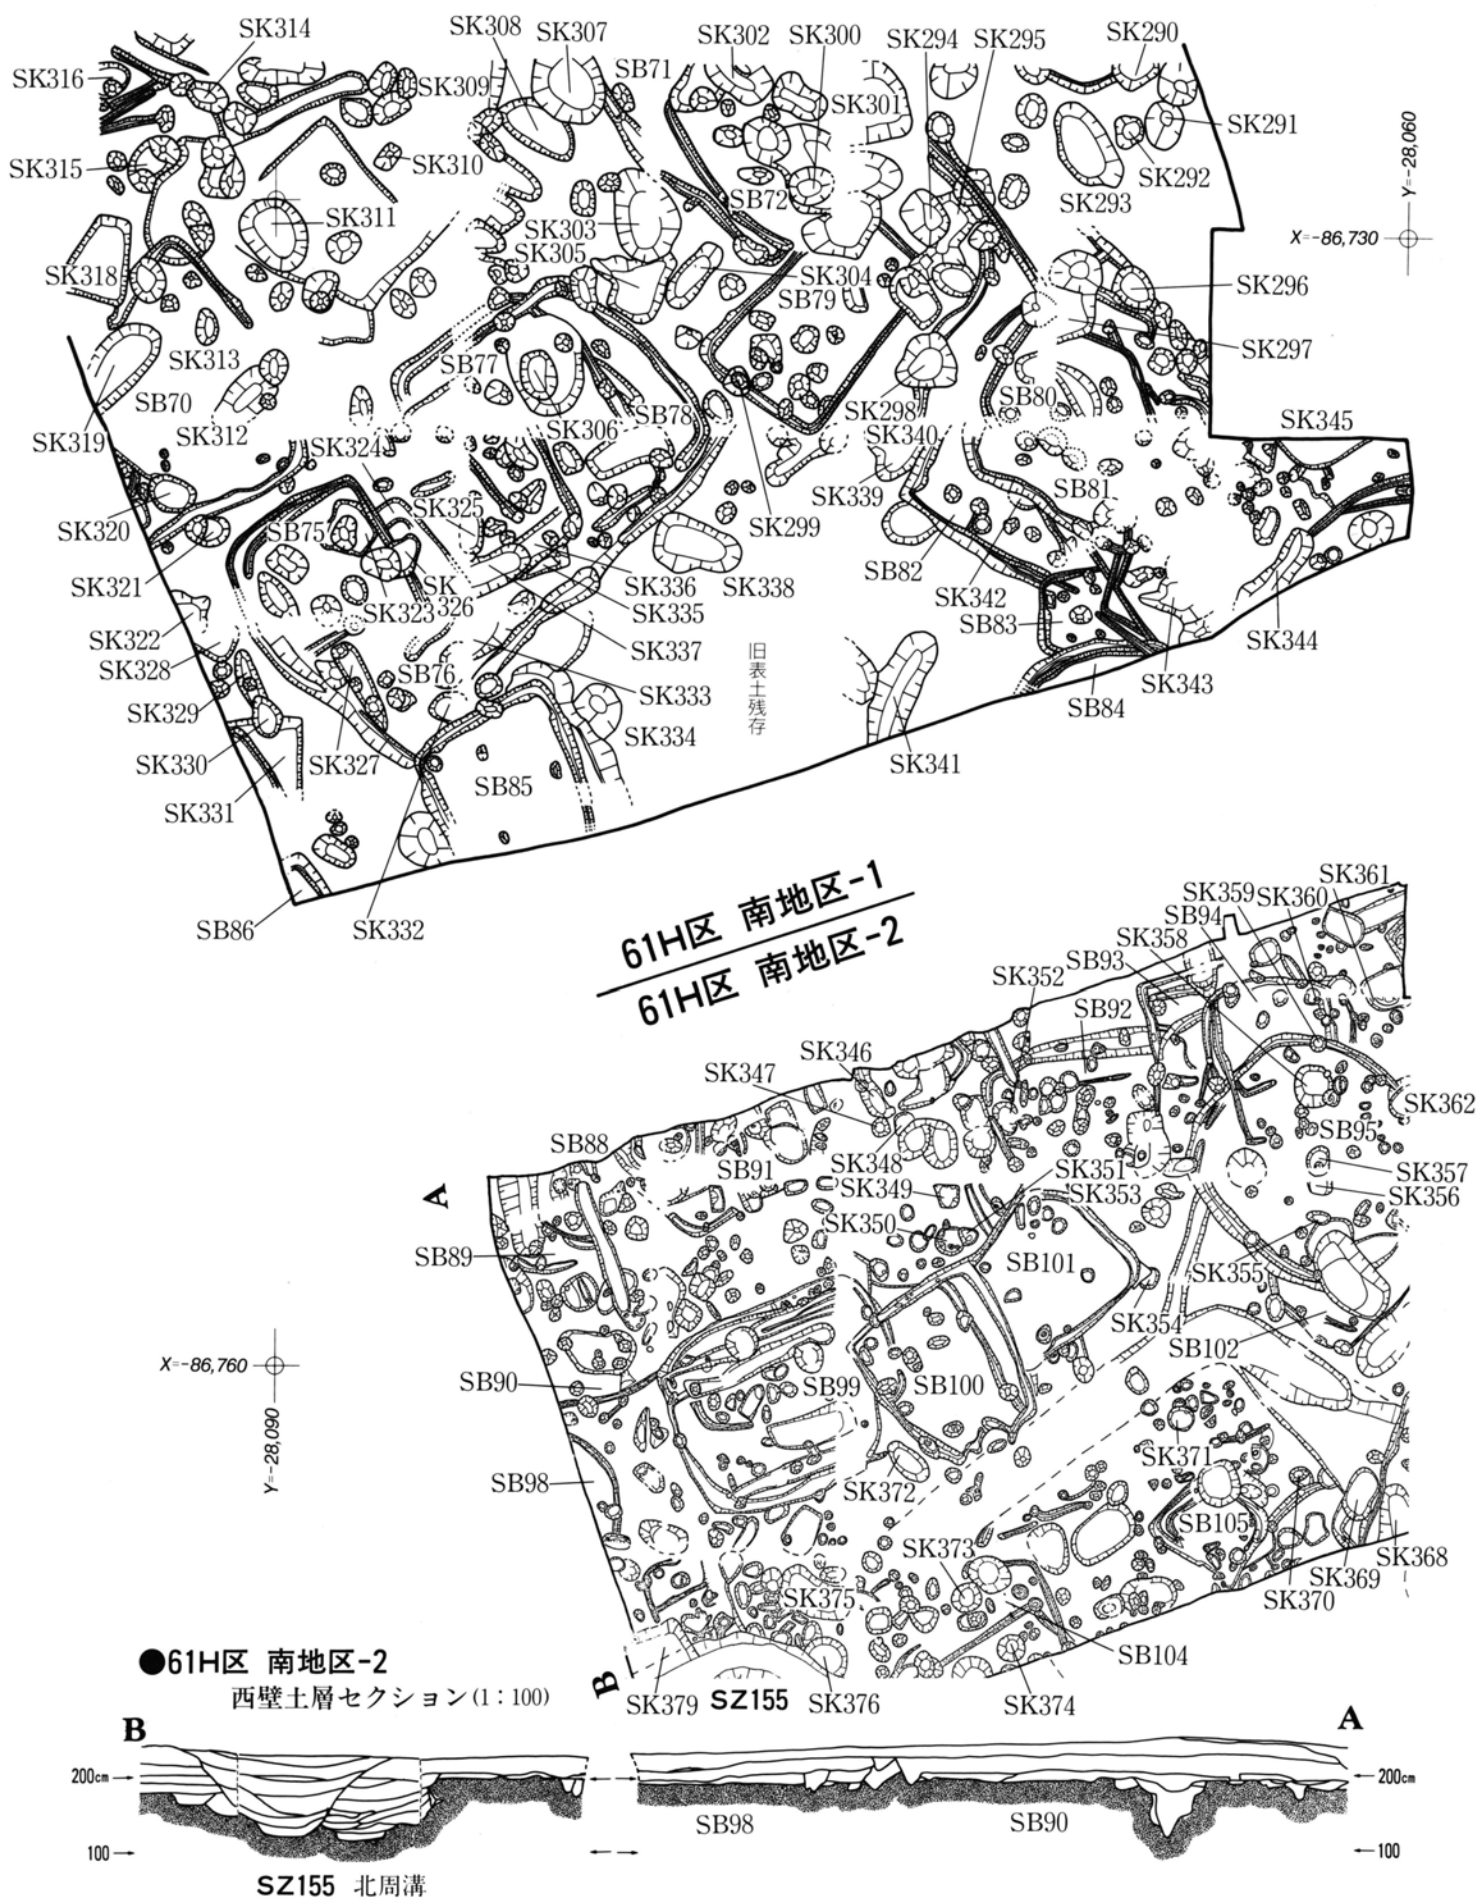 SK314
SK308
SK307
SK302
SK300
SK294
SK295
SK290
SK316
SK309
SB71
SK301
SK291
SK315
SK310
SK292
SB72
SK293
SK311
SK303
SK305
SK318
SK304
SB79
SK296
SK313
SB77
SK297
SB70
SB80
SK319
SK312
SK306
SB78
SK298
SK345
SK324
SK340
SK320
SB75
SK325
SK339
SB81
SK299
SK321
SK323
SK
326
SK336
SK338
SB82
SK335
SK342
SK322
SB83
SK328
SB76
SK337
SK344
SK329
SK333
SK343
SK330
SK327
SK334
SB84
旧表土残存
SK331
SB85
SK341
SB86
SK332
Y=-28,060
X=-86,730
61H区 南地区-1
61H区 南地区-2
SK361
SK359
SK360
SB94
SK358
SB93
SK352
SB92
SK346
SK347
SK362
SB95
SB88
SB91
SK348
SK351
SK357
A
SK349
SK353
SK356
SK350
SB89
SB101
SK355
SK354
SB102
X=-86,760
SB90
SB99
SB100
Y=-28,090
SK371
SB98
SK372
SB105
SK373
SK368
SK369
SK375
SK370
SB104
B
SK379
SZ155
SK376
SK374
●61H区 南地区-2
西壁土層セクション(1：100)
B
A
200cm
200cm
SB98
SB90
100
100
SZ155 北周溝